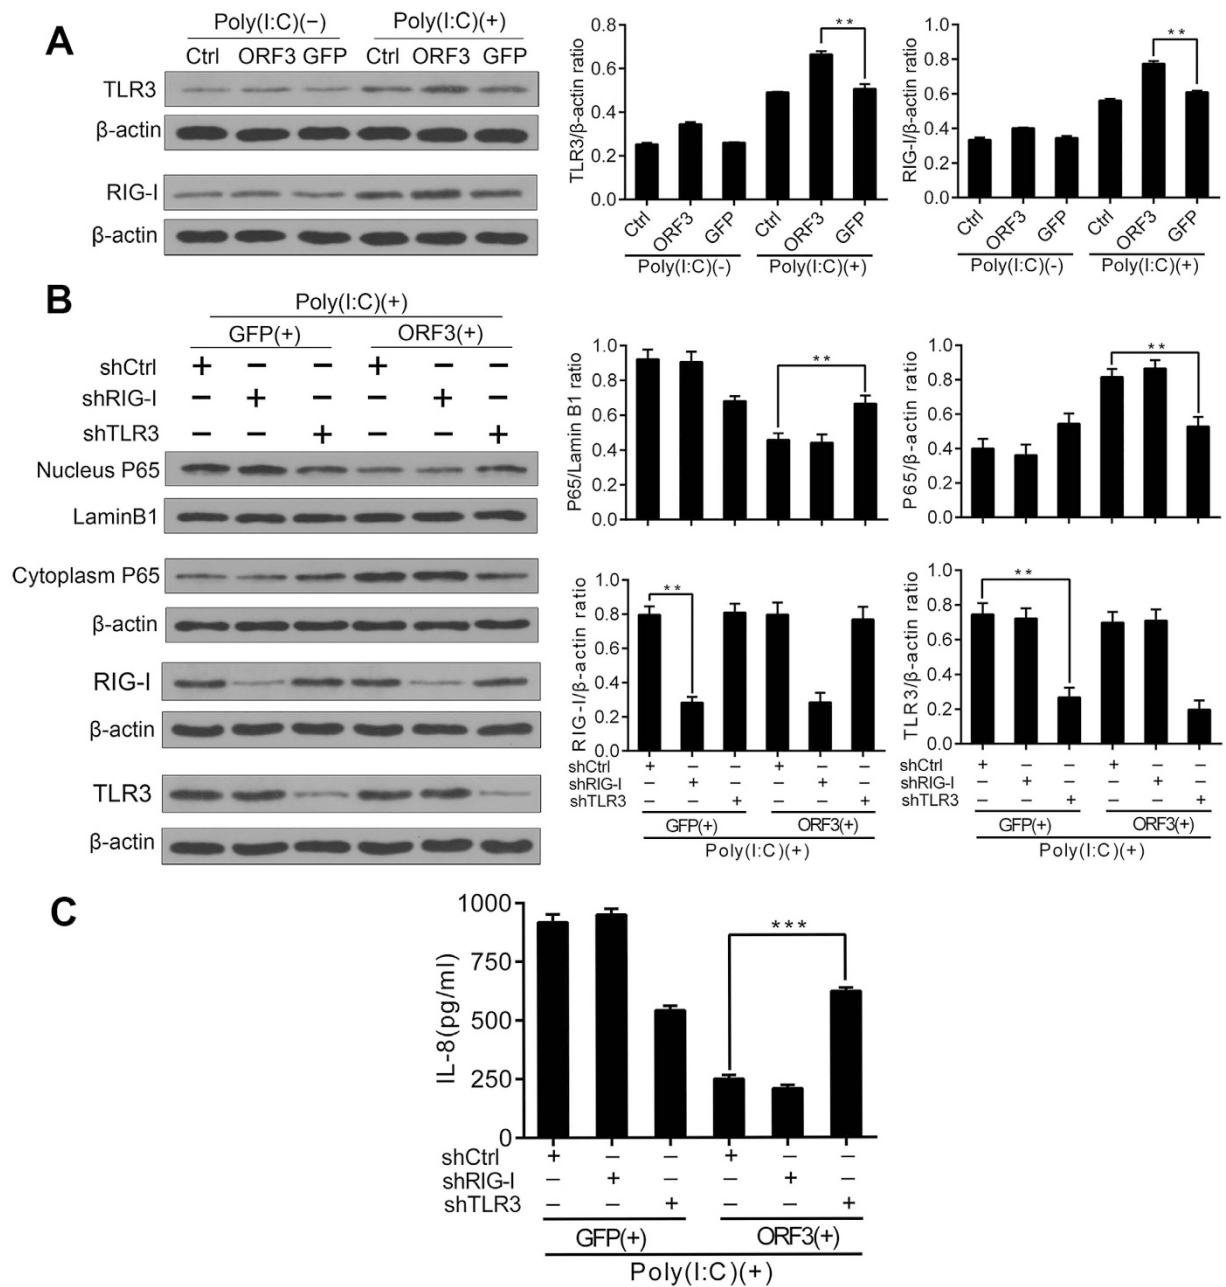 A
Poly(I:C)(−) Poly(I:C)(+)
Ctrl ORF3 GFP Ctrl ORF3 GFP
TLR3
β-actin
RIG-I
β-actin
TLR3/β-actin ratio
0.8
0.6
0.4
0.2
0.0
Ctrl ORF3 GFP Ctrl ORF3 GFP
Poly(I:C)(-) Poly(I:C)(+)
**
RIG-I/β-actin ratio
1.0
0.8
0.6
0.4
0.2
0.0
Ctrl ORF3 GFP Ctrl ORF3 GFP
Poly(I:C)(-) Poly(I:C)(+)
**
B
Poly(I:C)(+)
GFP(+) ORF3(+)
shCtrl + − − + − −
shRIG-I − + − − + −
shTLR3 − − + − − +
Nucleus P65
LaminB1
Cytoplasm P65
β-actin
RIG-I
β-actin
TLR3
β-actin
P65/Lamin B1 ratio
1.0
0.8
0.6
0.4
0.2
0.0
**
P65/β-actin ratio
1.0
0.8
0.6
0.4
0.2
0.0
**
RIG-I/β-actin ratio
1.0
0.8
0.6
0.4
0.2
0.0
**
shCtrl + − − + − −
shRIG-I − + − − + −
shTLR3 − − + − − +
GFP(+) ORF3(+)
Poly(I:C)(+)
TLR3/β-actin ratio
1.0
0.8
0.6
0.4
0.2
0.0
**
shCtrl + − − + − −
shRIG-I − + − − + −
shTLR3 − − + − − +
GFP(+) ORF3(+)
Poly(I:C)(+)
C
IL-8(pg/ml)
1000
750
500
250
0
***
shCtrl + − − + − −
shRIG-I − + − − + −
shTLR3 − − + − − +
GFP(+) ORF3(+)
Poly(I:C)(+)